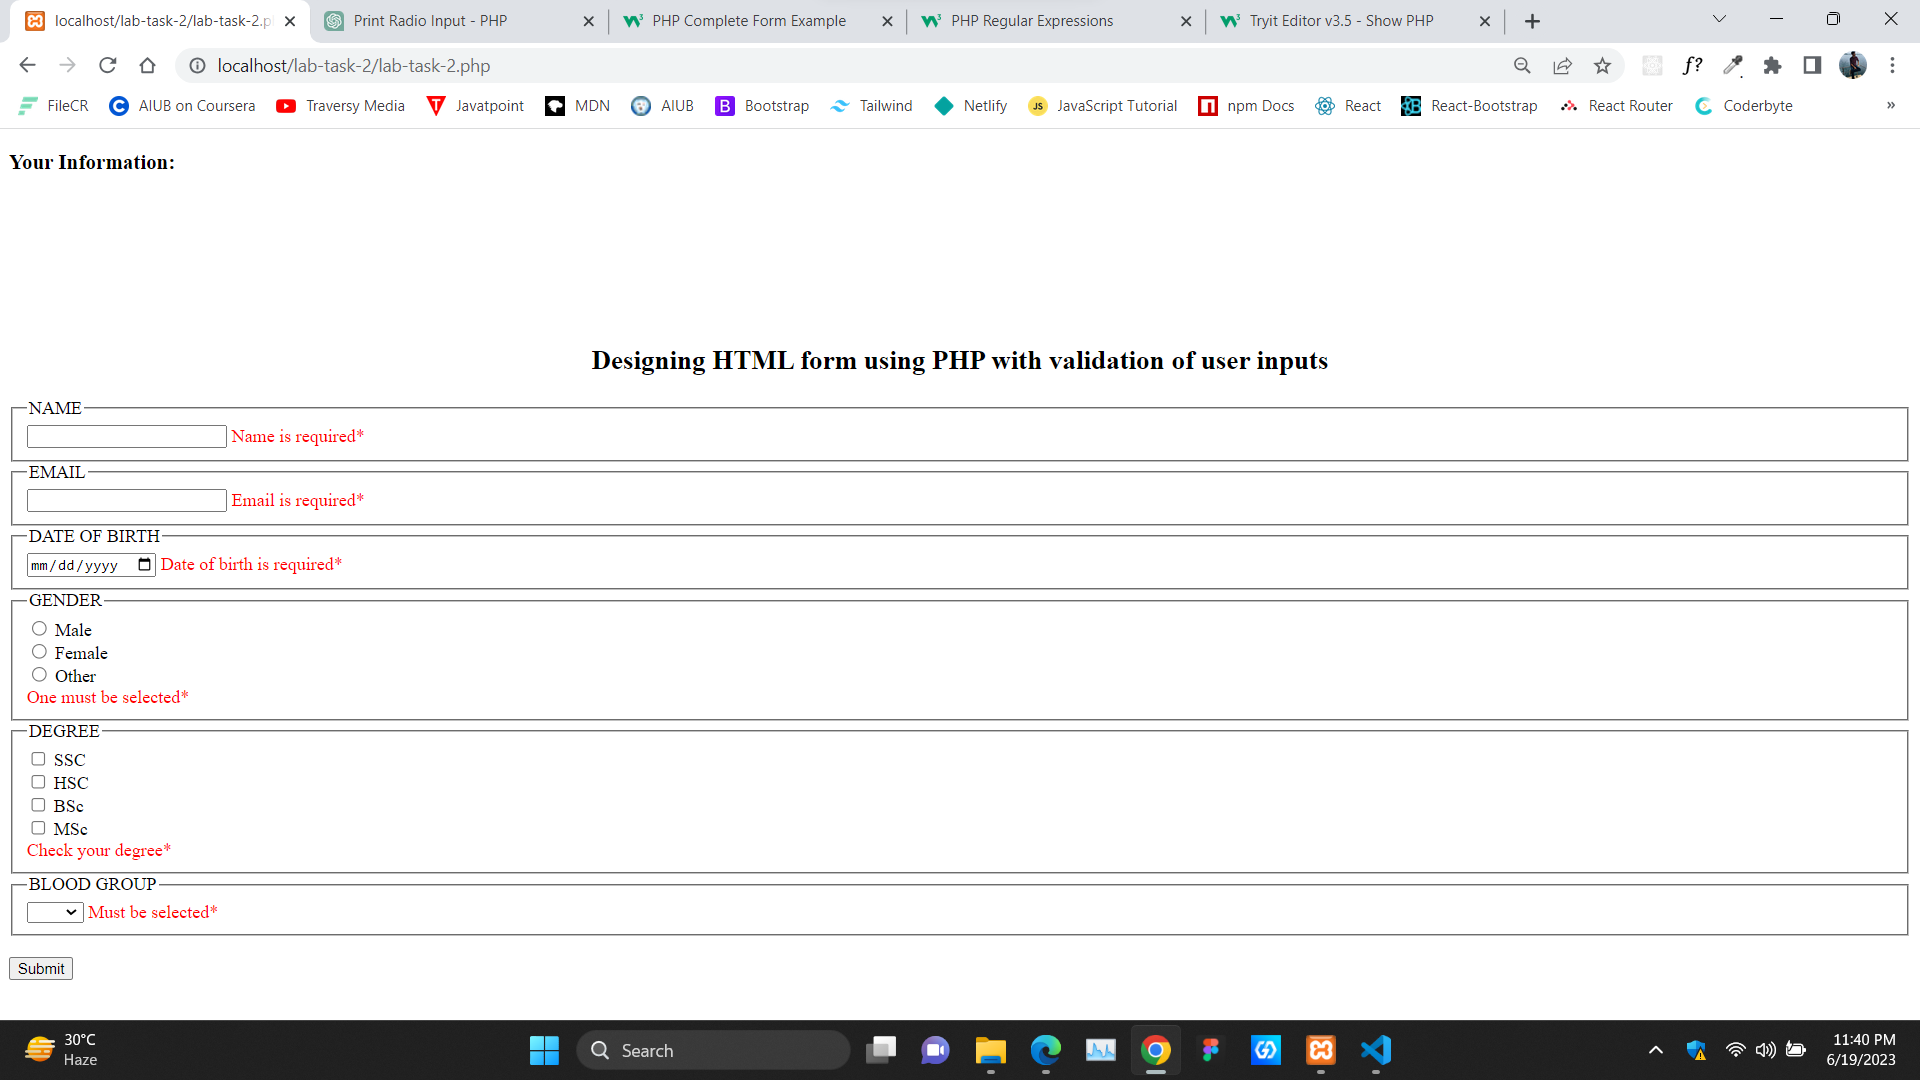 localhost/lab-task-2/lab-task-2.p
Print Radio Input - PHP
PHP Complete Form Example
PHP Regular Expressions
Tryit Editor v3.5 - Show PHP
localhost/lab-task-2/lab-task-2.php
f?
FileCR
AIUB on Coursera
Traversy Media
Javatpoint
MDN
AIUB
B Bootstrap
Tailwind
Netlify
JS JavaScript Tutorial
npm Docs
React
React-Bootstrap
React Router
Coderbyte
»
Your Information:
Designing HTML form using PHP with validation of user inputs
NAME
Name is required*
EMAIL
Email is required*
DATE OF BIRTH
mm/dd/yyyy Date of birth is required*
GENDER
Male
Female
Other
One must be selected*
DEGREE
SSC
HSC
BSc
MSc
Check your degree*
BLOOD GROUP
Must be selected*
Submit
30°C
Haze
Search
11:40 PM
6/19/2023